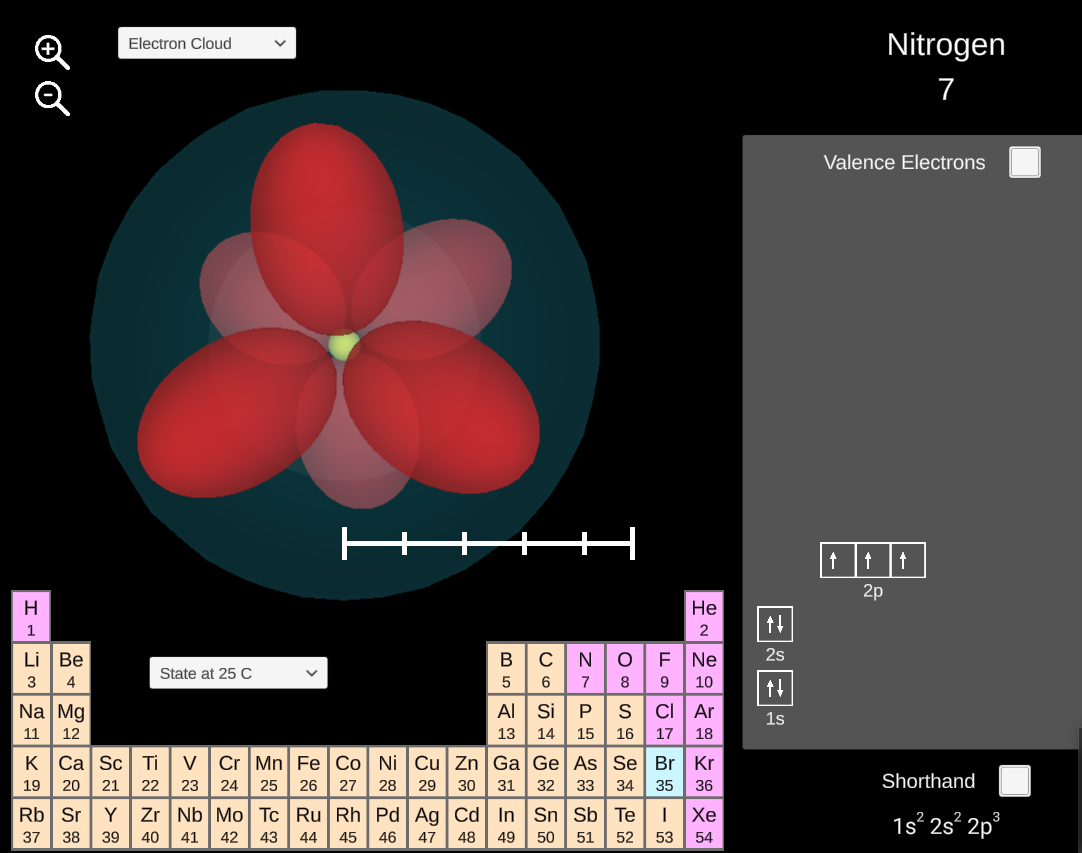 Electron Cloud
Nitrogen
7
Valence Electrons
2p
2s
1s
State at 25 C
H He
1 2
Li Be B C N O F Ne
3 4 5 6 7 8 9 10
Na Mg Al Si P S Cl Ar
11 12 13 14 15 16 17 18
K Ca Sc Ti V Cr Mn Fe Co Ni Cu Zn Ga Ge As Se Br Kr
19 20 21 22 23 24 25 26 27 28 29 30 31 32 33 34 35 36
Rb Sr Y Zr Nb Mo Tc Ru Rh Pd Ag Cd In Sn Sb Te I Xe
37 38 39 40 41 42 43 44 45 46 47 48 49 50 51 52 53 54
Shorthand
1s² 2s² 2p³